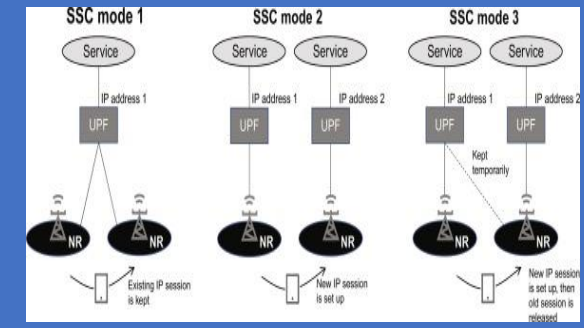 SSC mode 1
Service
IP address 1
UPF
NR
NR
Existing IP session
is kept
SSC mode 2
Service
Service
IP address 1
IP address 2
UPF
UPF
NR
NR
New IP session
is set up
SSC mode 3
Service
Service
IP address 1
IP address 2
UPF
UPF
Kept
temporarily
NR
NR
New IP session
is set up, then
old session is
released